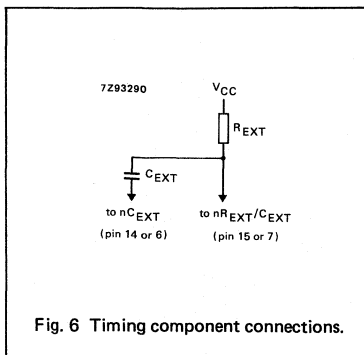 7Z93290
VCC
REXT
CEXT
to nCEXT
(pin 14 or 6)
to nREXT/CEXT
(pin 15 or 7)
Fig. 6 Timing component connections.